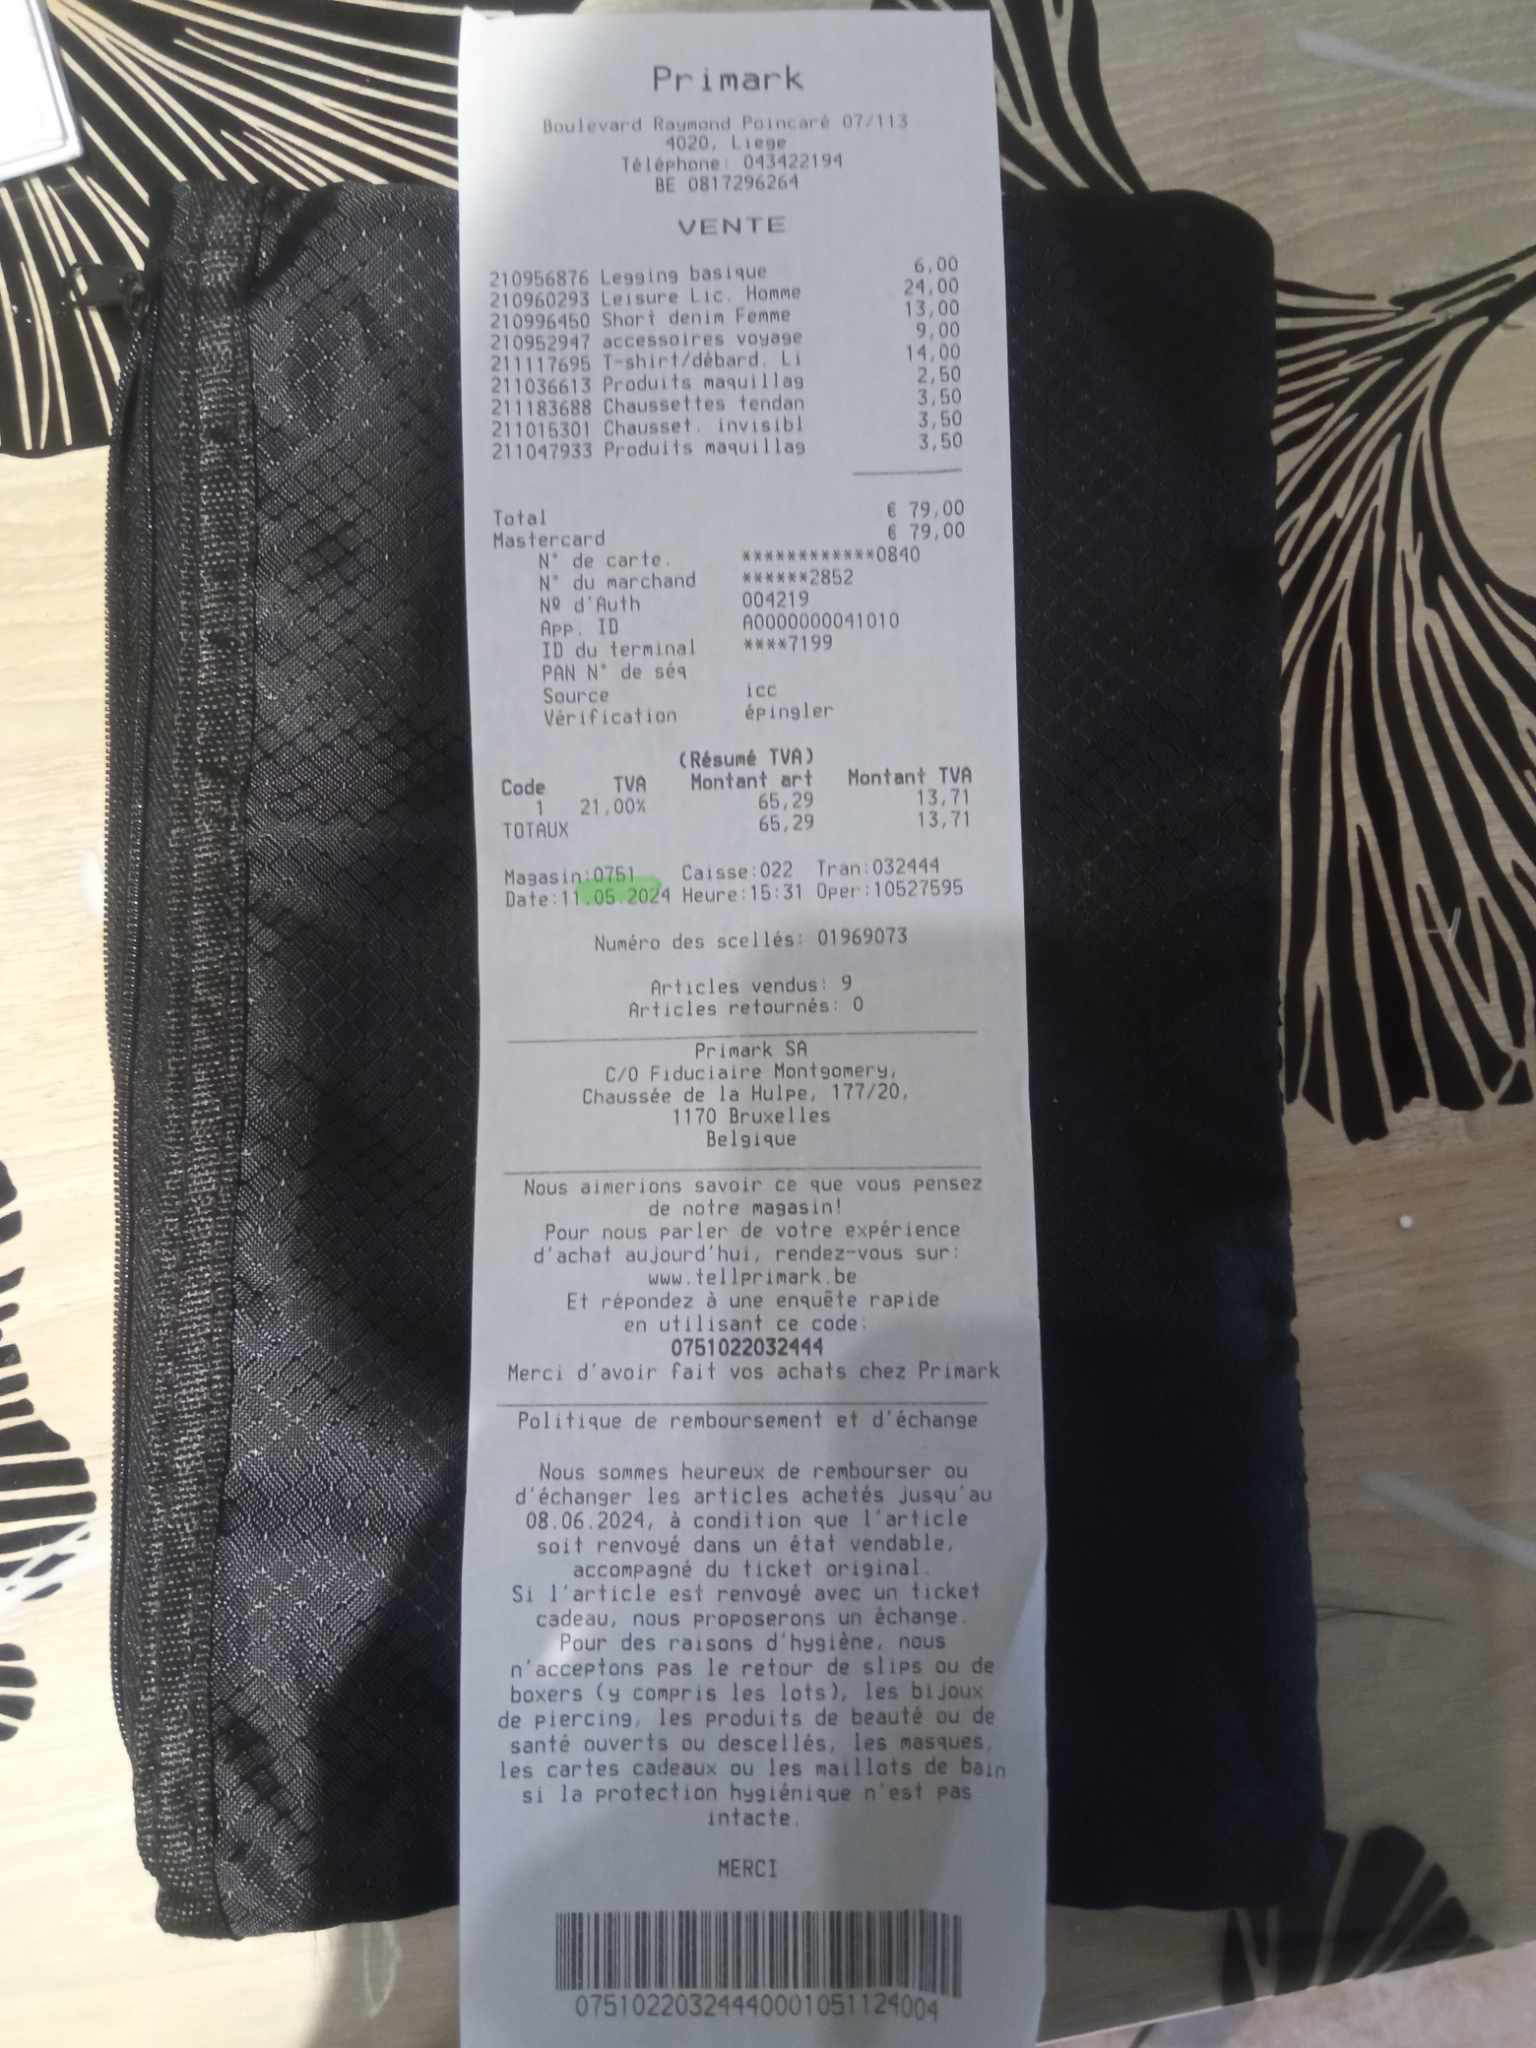 Primark
Boulevard Raymond Poincaré 07/113
4020, Liege
Téléphone: 043422194
BE 0817296264
VENTE
210956876 Legging basique 6,00
210960293 Leisure Lic. Homme 24,00
210996450 Short denim Femme 13,00
210952947 accessoires voyage 9,00
211117695 T-shirt/débard. Li 14,00
211036613 Produits maquillag 2,50
211183688 Chaussettes tendan 3,50
211015301 Chausset. invisibl 3,50
211047933 Produits maquillag 3,50
Total € 79,00
Mastercard € 79,00
N° de carte. ************0840
N° du marchand ******2852
Nº d'Auth 004219
App. ID A0000000041010
ID du terminal ****7199
PAN N° de séq
Source icc
Vérification épingler
(Résumé TVA)
Code TVA Montant art Montant TVA
1 21,00% 65,29 13,71
TOTAUX 65,29 13,71
Magasin:0751 Caisse:022 Tran:032444
Date:11.05.2024 Heure:15:31 Oper:10527595
Numéro des scellés: 01969073
Articles vendus: 9
Articles retournés: 0
Primark SA
C/O Fiduciaire Montgomery,
Chaussée de la Hulpe, 177/20,
1170 Bruxelles
Belgique
Nous aimerions savoir ce que vous pensez
de notre magasin!
Pour nous parler de votre expérience
d'achat aujourd'hui, rendez-vous sur:
www.tellprimark.be
Et répondez à une enquête rapide
en utilisant ce code:
0751022032444
Merci d'avoir fait vos achats chez Primark
Politique de remboursement et d'échange
Nous sommes heureux de rembourser ou
d'échanger les articles achetés jusqu'au
08.06.2024, à condition que l'article
soit renvoyé dans un état vendable,
accompagné du ticket original.
Si l'article est renvoyé avec un ticket
cadeau, nous proposerons un échange.
Pour des raisons d'hygiène, nous
n'acceptons pas le retour de slips ou de
boxers (y compris les lots), les bijoux
de piercing, les produits de beauté ou de
santé ouverts ou descellés, les masques,
les cartes cadeaux ou les maillots de bain
si la protection hygiénique n'est pas
intacte.
MERCI
07510220324440001051124004